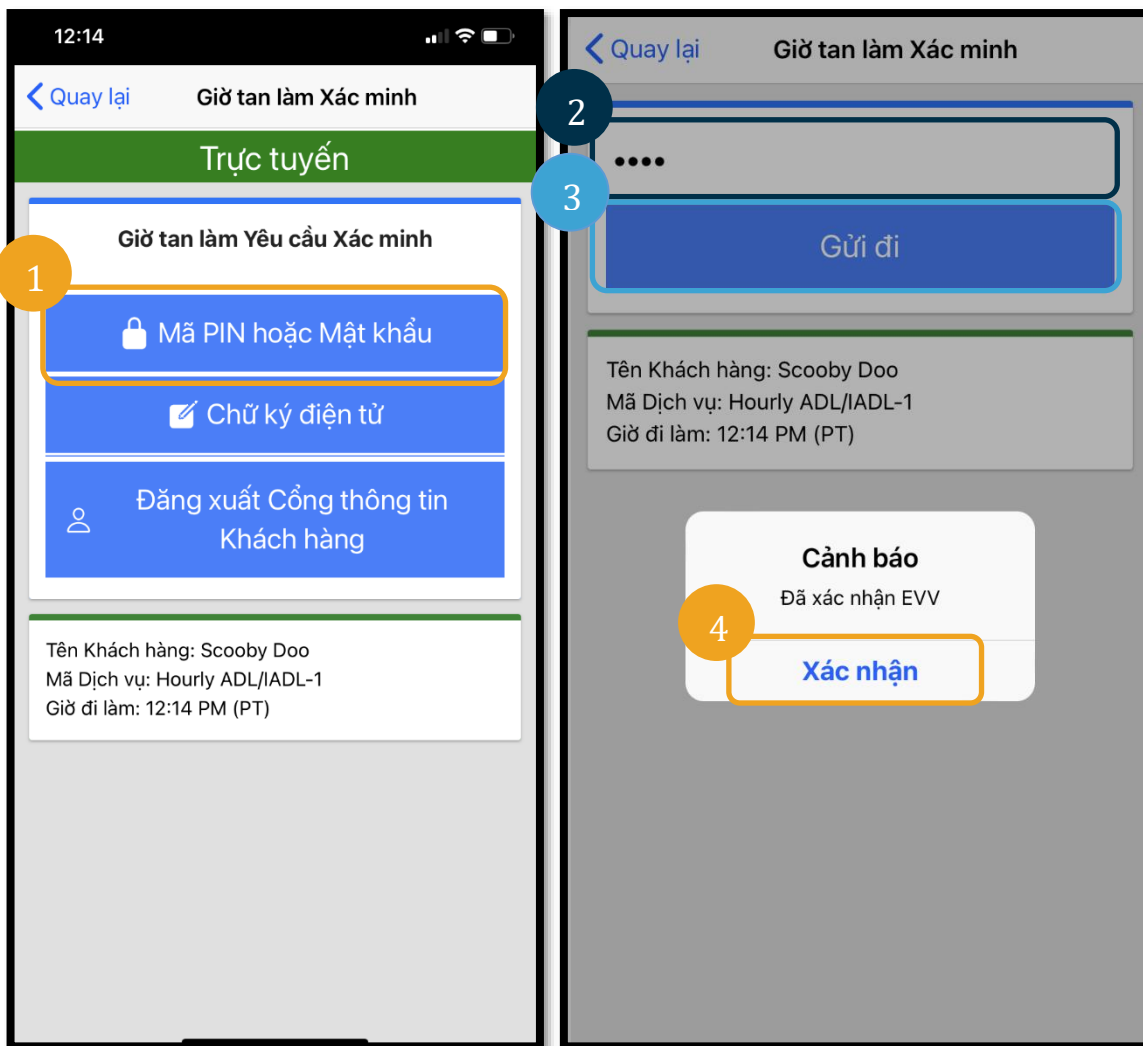 12:14
Quay lại
Giờ tan làm Xác minh
Trực tuyến
Giờ tan làm Yêu cầu Xác minh
1
Mã PIN hoặc Mật khẩu
Chữ ký điện tử
Đăng xuất Cổng thông tin
Khách hàng
Tên Khách hàng: Scooby Doo
Mã Dịch vụ: Hourly ADL/IADL-1
Giờ đi làm: 12:14 PM (PT)
Quay lại
Giờ tan làm Xác minh
2
••••
3
Gửi đi
Tên Khách hàng: Scooby Doo
Mã Dịch vụ: Hourly ADL/IADL-1
Giờ đi làm: 12:14 PM (PT)
Cảnh báo
Đã xác nhận EVV
4
Xác nhận